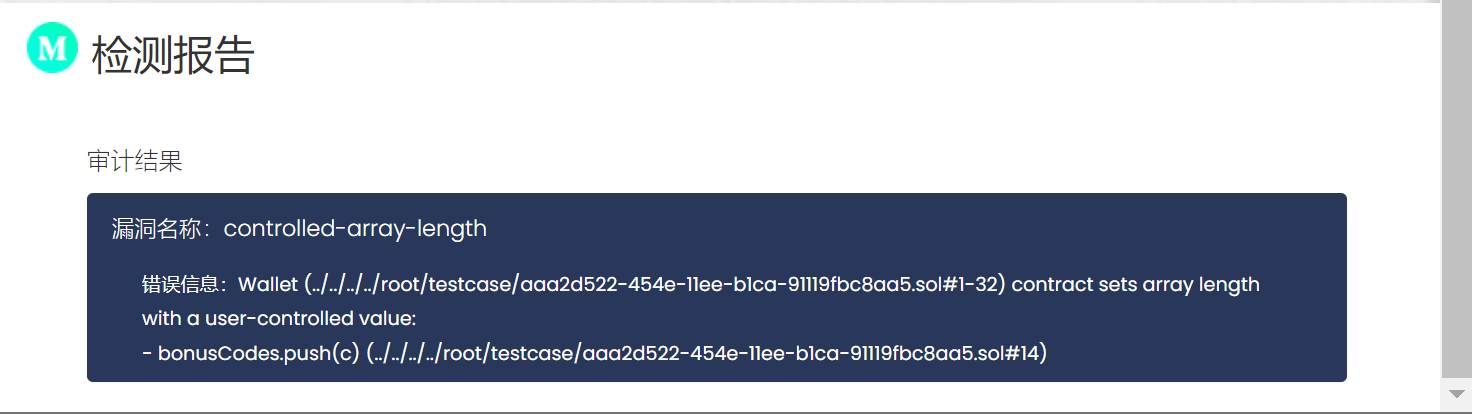 M 检测报告
审计结果
漏洞名称：controlled-array-length
错误信息：Wallet (../../../../root/testcase/aaa2d522-454e-11ee-b1ca-91119fbc8aa5.sol#1-32) contract sets array length
with a user-controlled value:
- bonusCodes.push(c) (../../../../root/testcase/aaa2d522-454e-11ee-b1ca-91119fbc8aa5.sol#14)